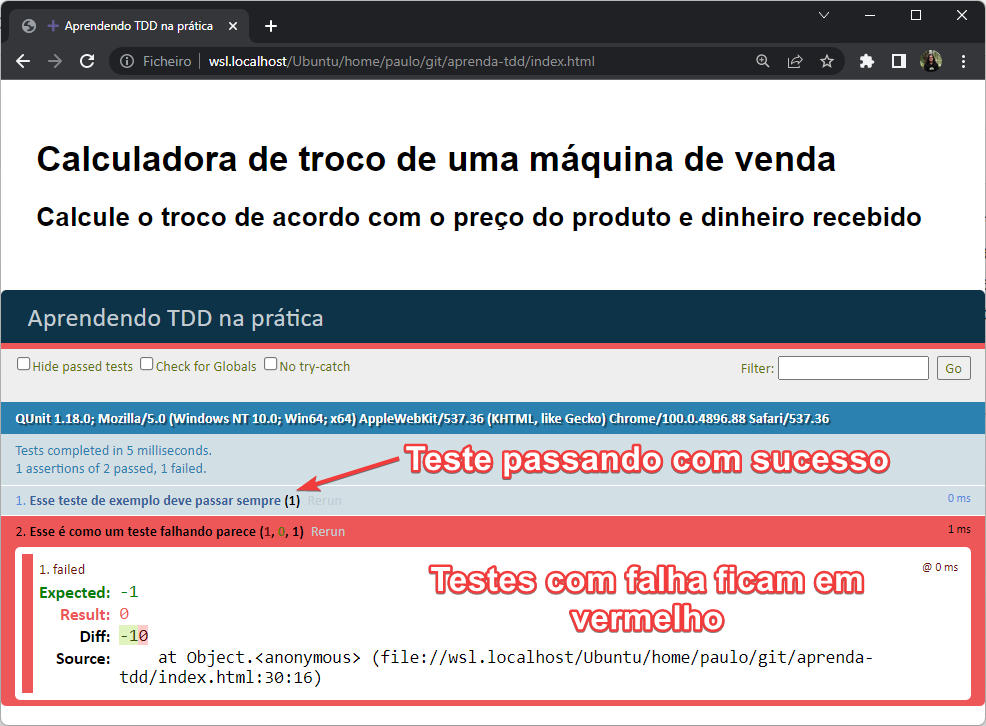 Aprendendo TDD na prática
Ficheiro wsl.localhost/Ubuntu/home/paulo/git/aprenda-tdd/index.html
Calculadora de troco de uma máquina de venda
Calcule o troco de acordo com o preço do produto e dinheiro recebido
Aprendendo TDD na prática
Hide passed tests Check for Globals No try-catch Filter: Go
QUnit 1.18.0; Mozilla/5.0 (Windows NT 10.0; Win64; x64) AppleWebKit/537.36 (KHTML, like Gecko) Chrome/100.0.4896.88 Safari/537.36
Tests completed in 5 milliseconds.
1 assertions of 2 passed, 1 failed.
Teste passando com sucesso
1. Esse teste de exemplo deve passar sempre (1) Rerun 0 ms
2. Esse é como um teste falhando parece (1, 0, 1) Rerun 1 ms
1. failed @ 0 ms
Expected: -1
Result: 0
Diff: -10
Testes com falha ficam em
vermelho
Source: at Object.<anonymous> (file://wsl.localhost/Ubuntu/home/paulo/git/aprenda-
tdd/index.html:30:16)